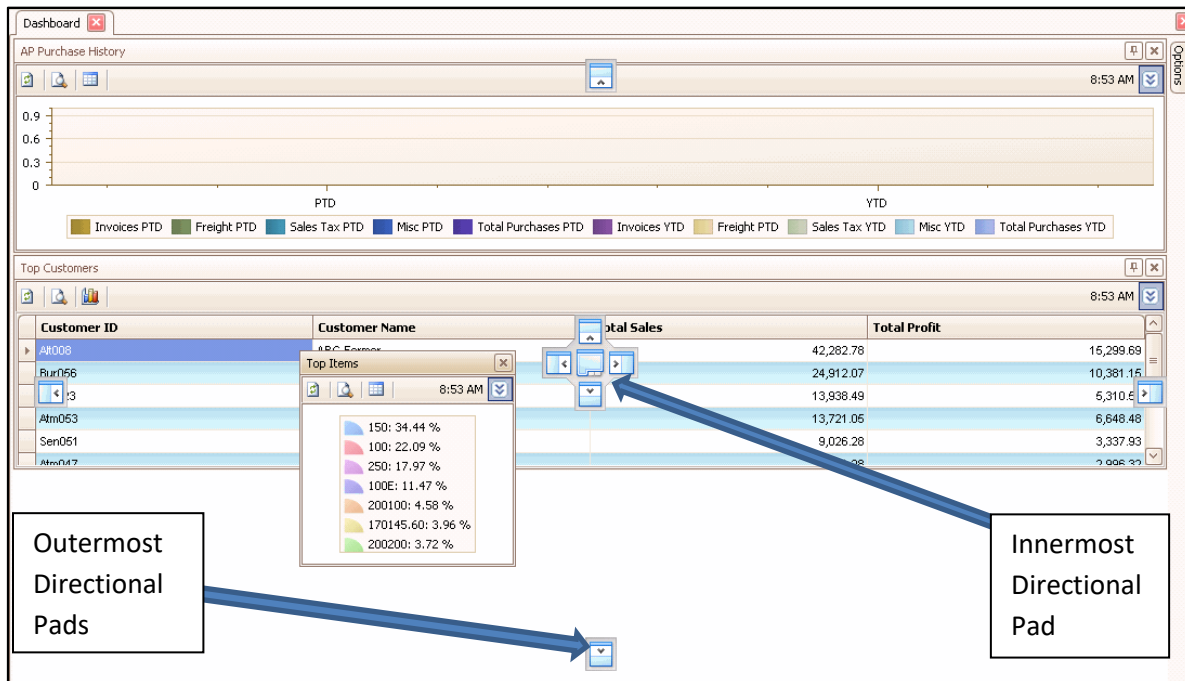 Dashboard
AP Purchase History
Options
8:53 AM
0.9
0.6
0.3
0
PTD YTD
Invoices PTD Freight PTD Sales Tax PTD Misc PTD Total Purchases PTD Invoices YTD Freight PTD Sales Tax YTD Misc YTD Total Purchases YTD
Top Customers
8:53 AM
Customer ID Customer Name otal Sales Total Profit
Alt008 42,282.78 15,299.69
Bur056 24,912.07 10,381.15
13,938.49
Atm053 13,721.05 6,648.48
Sen051 9,026.28 3,337.93
Atm047 2,996.32
Top Items
8:53 AM
150: 34.44 %
100: 22.09 %
250: 17.97 %
100E: 11.47 %
200100: 4.58 %
170145.60: 3.96 %
200200: 3.72 %
Outermost
Directional
Pads
Innermost
Directional
Pad